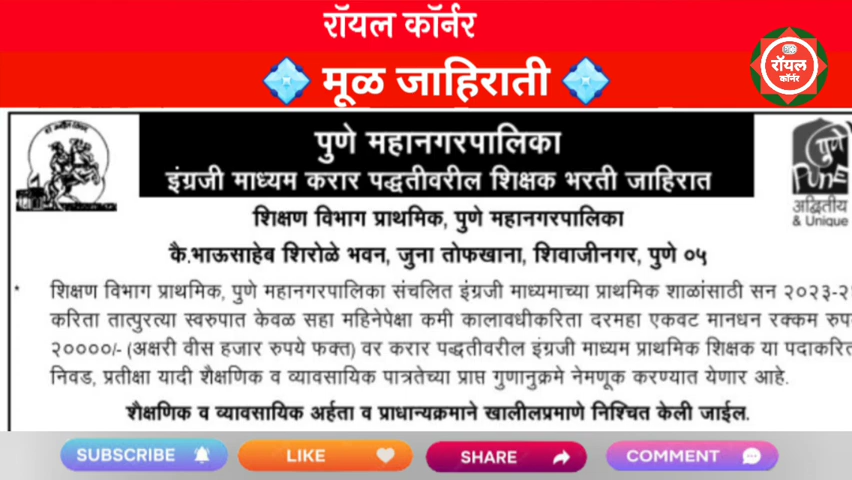 रॉयल कॉर्नर
मूळ जाहिराती
रॉयल
कॉर्नर
पुणे महानगरपालिका
इंग्रजी माध्यम करार पद्धतीवरील शिक्षक भरती जाहिरात
पुणे
PUNE
अद्वितीय
& Unique
शिक्षण विभाग प्राथमिक, पुणे महानगरपालिका
कै.भाऊसाहेब शिरोळे भवन, जुना तोफखाना, शिवाजीनगर, पुणे ०५
* शिक्षण विभाग प्राथमिक, पुणे महानगरपालिका संचलित इंग्रजी माध्यमाच्या प्राथमिक शाळांसाठी सन २०२३-२
करिता तात्पुरत्या स्वरुपात केवळ सहा महिनेपेक्षा कमी कालावधीकरिता दरमहा एकवट मानधन रक्कम रुप
२००००/- (अक्षरी वीस हजार रुपये फक्त) वर करार पद्धतीवरील इंग्रजी माध्यम प्राथमिक शिक्षक या पदाकरित
निवड, प्रतीक्षा यादी शैक्षणिक व व्यावसायिक पात्रतेच्या प्राप्त गुणानुक्रमे नेमणूक करण्यात येणार आहे.
शैक्षणिक व व्यावसायिक अर्हता व प्राधान्यक्रमाने खालीलप्रमाणे निश्चित केली जाईल.
SUBSCRIBE
LIKE
SHARE
COMMENT